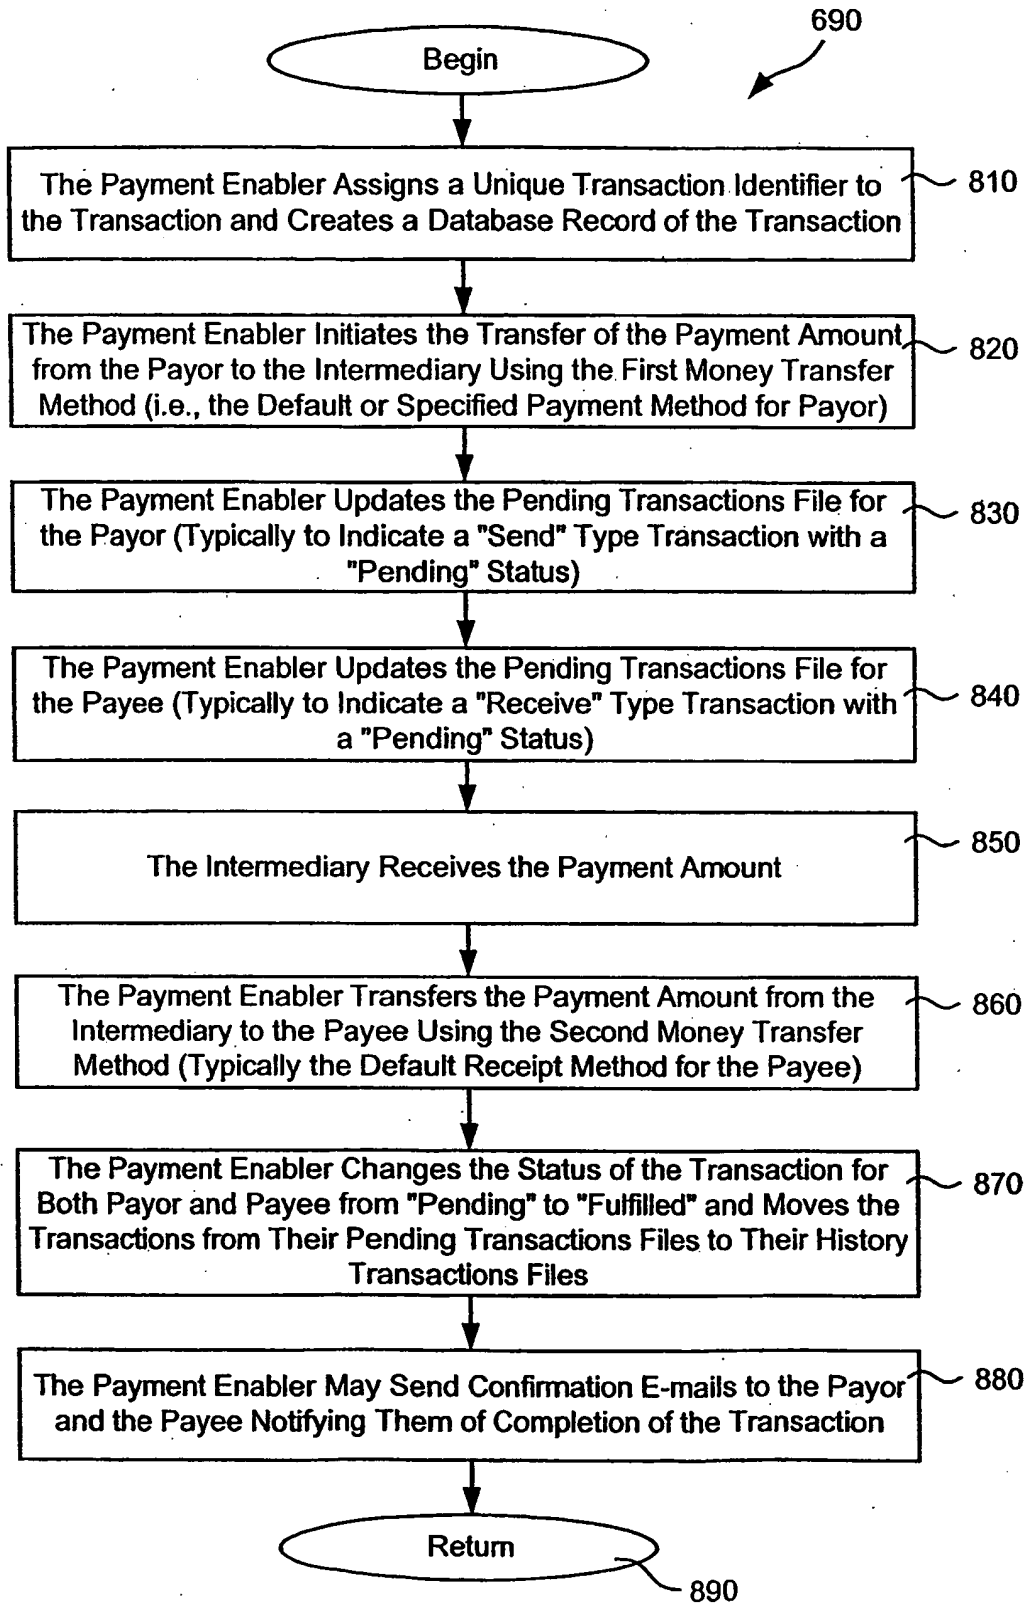 690
Begin
The Payment Enabler Assigns a Unique Transaction Identifier to
the Transaction and Creates a Database Record of the Transaction
810
The Payment Enabler Initiates the Transfer of the Payment Amount
from the Payor to the Intermediary Using the First Money Transfer
Method (i.e., the Default or Specified Payment Method for Payor)
820
The Payment Enabler Updates the Pending Transactions File for
the Payor (Typically to Indicate a "Send" Type Transaction with a
"Pending" Status)
830
The Payment Enabler Updates the Pending Transactions File for
the Payee (Typically to Indicate a "Receive" Type Transaction with
a "Pending" Status)
840
The Intermediary Receives the Payment Amount
850
The Payment Enabler Transfers the Payment Amount from the
Intermediary to the Payee Using the Second Money Transfer
Method (Typically the Default Receipt Method for the Payee)
860
The Payment Enabler Changes the Status of the Transaction for
Both Payor and Payee from "Pending" to "Fulfilled" and Moves the
Transactions from Their Pending Transactions Files to Their History
Transactions Files
870
The Payment Enabler May Send Confirmation E-mails to the Payor
and the Payee Notifying Them of Completion of the Transaction
880
Return
890